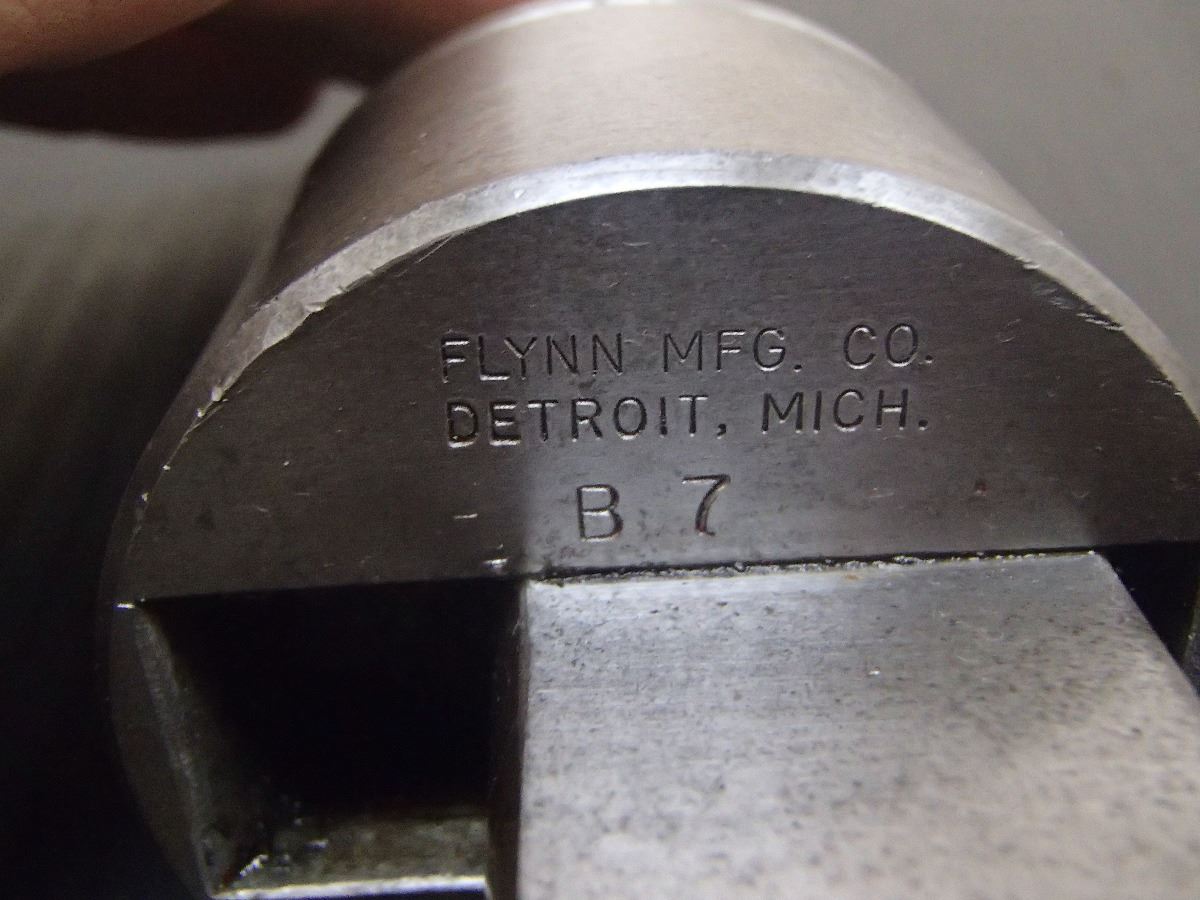 FLYNN MFG. CO.
DETROIT, MICH.
B 7